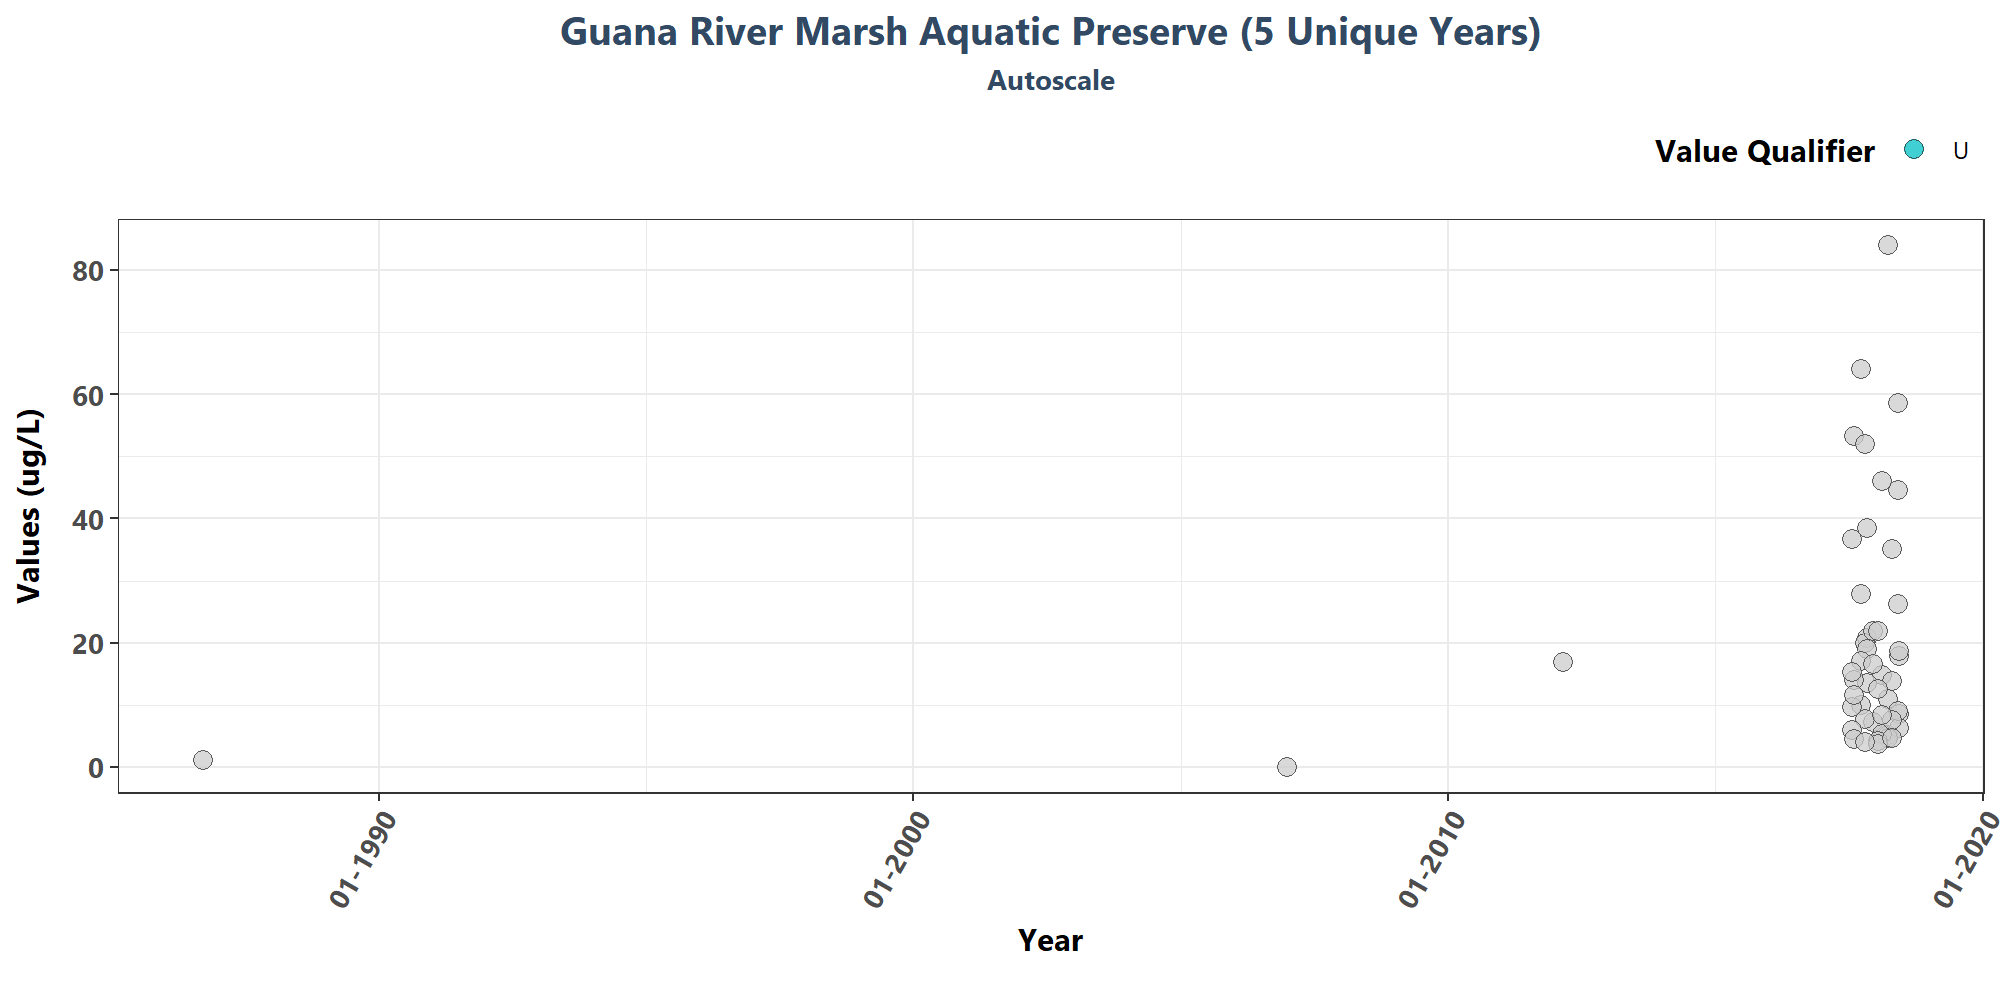 Guana River Marsh Aquatic Preserve (5 Unique Years)
Autoscale
Value Qualifier U
Values (ug/L)
80
60
40
20
0
01-1990
01-2000
01-2010
01-2020
Year